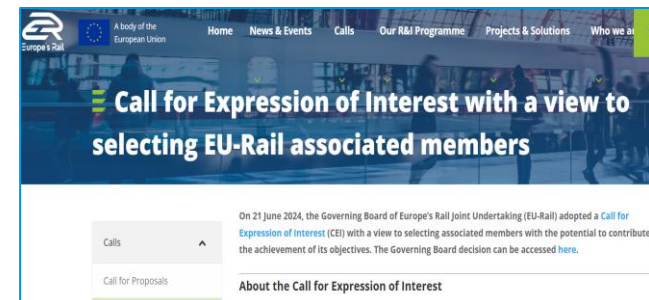 Europe's Rail
A body of the
European Union
Home News & Events Calls Our R&I Programme Projects & Solutions Who we ar
Call for Expression of Interest with a view to
selecting EU-Rail associated members
On 21 June 2024, the Governing Board of Europe's Rail Joint Undertaking (EU-Rail) adopted a Call for
Expression of Interest (CEI) with a view to selecting associated members with the potential to contribute
the achievement of its objectives. The Governing Board decision can be accessed here.
Calls
Call for Proposals
About the Call for Expression of Interest